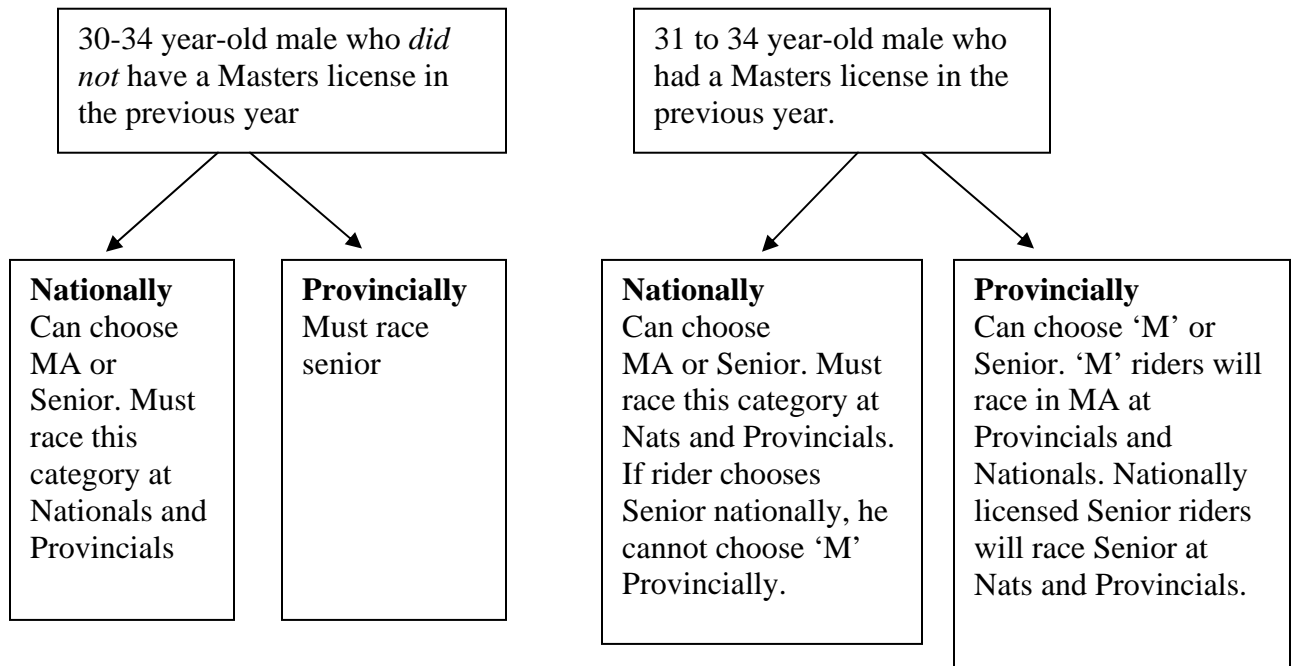 30-34 year-old male who did
not have a Masters license in
the previous year
31 to 34 year-old male who
had a Masters license in the
previous year.
Nationally
Can choose
MA or
Senior. Must
race this
category at
Nationals and
Provincials
Provincially
Must race
senior
Nationally
Can choose
MA or Senior. Must
race this category at
Nats and Provincials.
If rider chooses
Senior nationally, he
cannot choose ‘M’
Provincially.
Provincially
Can choose ‘M’ or
Senior. ‘M’ riders will
race in MA at
Provincials and
Nationals. Nationally
licensed Senior riders
will race Senior at
Nats and Provincials.